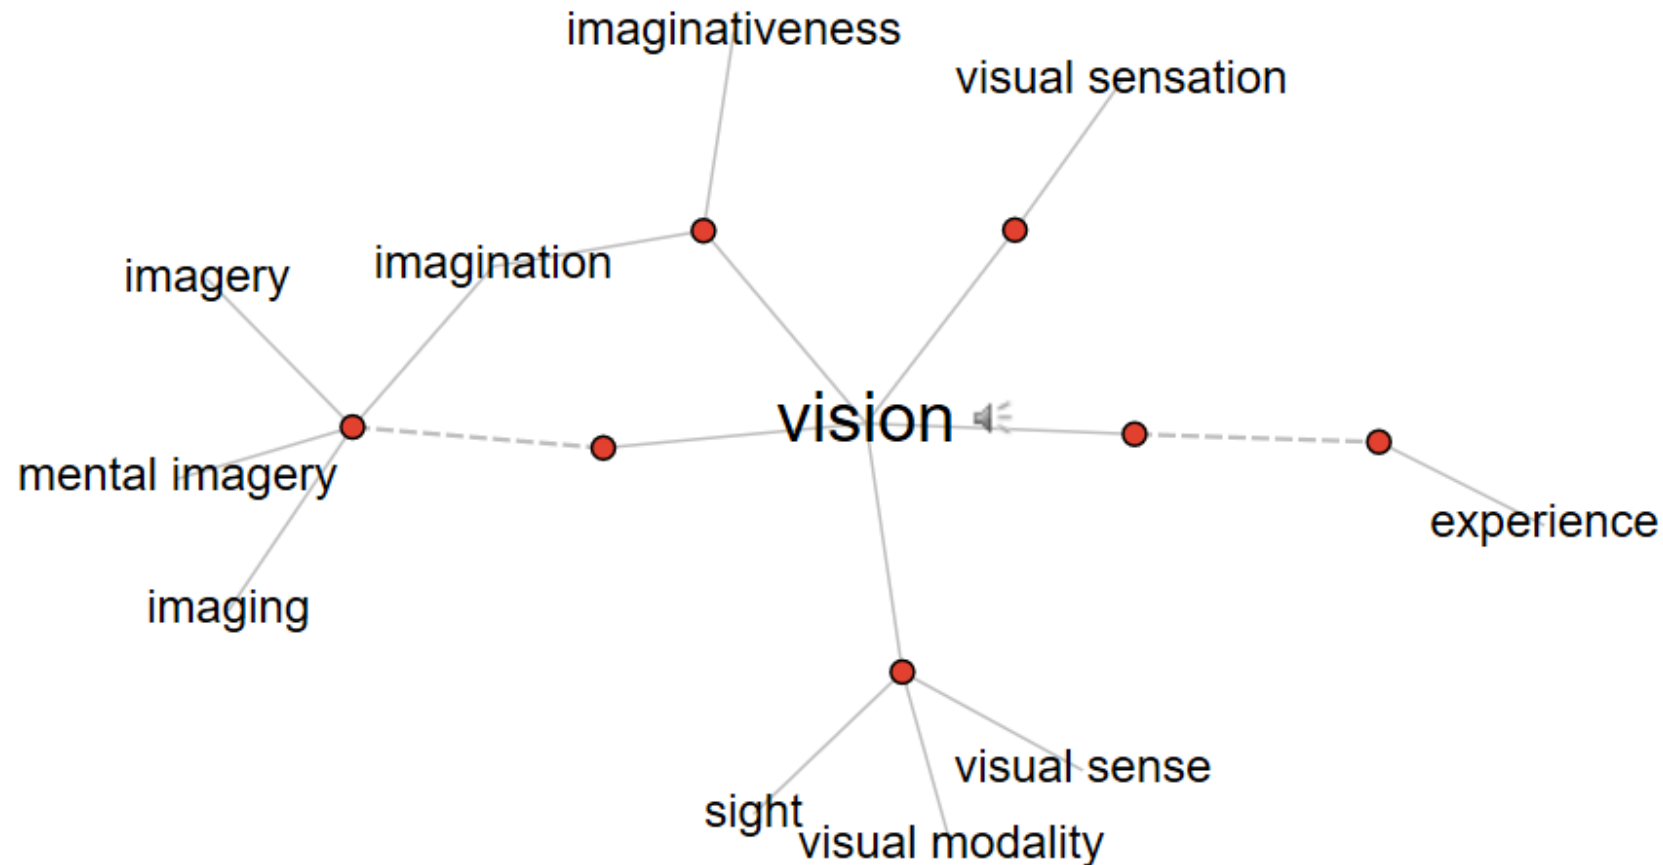 imaginativeness
visual sensation
imagination
imagery
vision
mental imagery
experience
imaging
visual sense
sight
visual modality